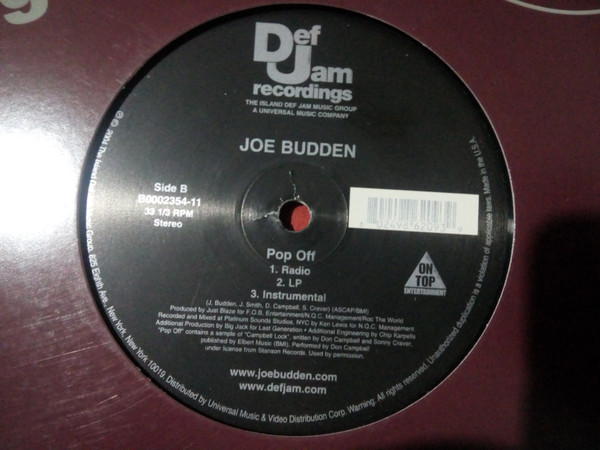 Def
Jam
recordings
THE ISLAND DEF JAM MUSIC GROUP
A UNIVERSAL MUSIC COMPANY
JOE BUDDEN
Side B
B0002354-11
33 1/3 RPM
Stereo
Pop Off
1. Radio
2. LP
3. Instrumental
ON
TOP
ENTERTAINMENT
(J. Budden, J. Smith, D. Campbell, S. Craver) (ASCAP/BMI)
Produced by Just Blaze for F.O.B. Entertainment/N.Q.C. Management/Roc The World
Recorded and Mixed at Platinum Sounds Studios, NYC by Ken Lewis for N.Q.C. Management
Additional Production by Big Jack for Last Generation • Additional Engineering by Chip Karpells
"Pop Off" contains a sample of "Campbell Lock", written by Don Campbell and Sonny Craver,
published by Elbert Music (BMI). Performed by Don Campbell
under license from Stanson Records. Used by permission.
www.joebudden.com
www.defjam.com
2004 The Island Group, 825 Eighth Ave., New York, New York 10019. Distributed by Universal Music & Video Distribution Corp. Warning: All rights reserved. Unauthorized duplication is a violation of applicable laws. Made in the U.S.A.